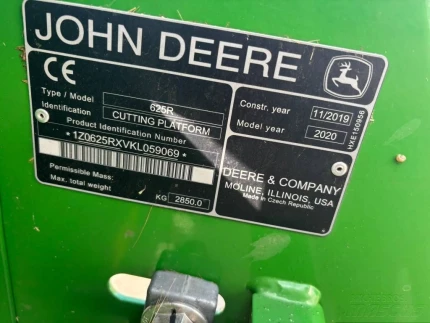 JOHN DEERE
CE
Type / Model
625R
Identification
CUTTING PLATFORM
Product Identification Number
*1Z0625RXVKL059069*
Permissible Mass:
Max. total weight
KG 2850.0
Constr. year 11/2019
Model year 2020
DEERE & COMPANY
MOLINE, ILLINOIS, USA
Made in Czech Republic
HXE150956